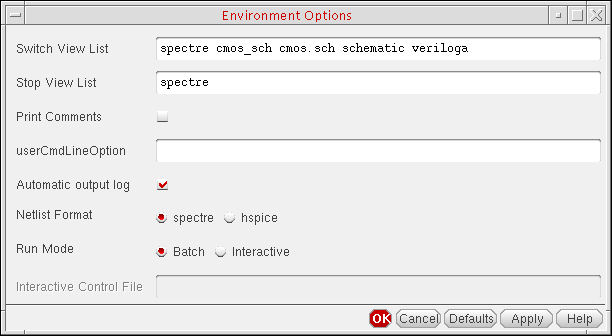 Environment Options
Switch View List spectre cmos_sch cmos.sch schematic veriloga
Stop View List spectre
Print Comments
userCmdLineOption
Automatic output log
Netlist Format spectre hspice
Run Mode Batch Interactive
Interactive Control File
OK Cancel Defaults Apply Help